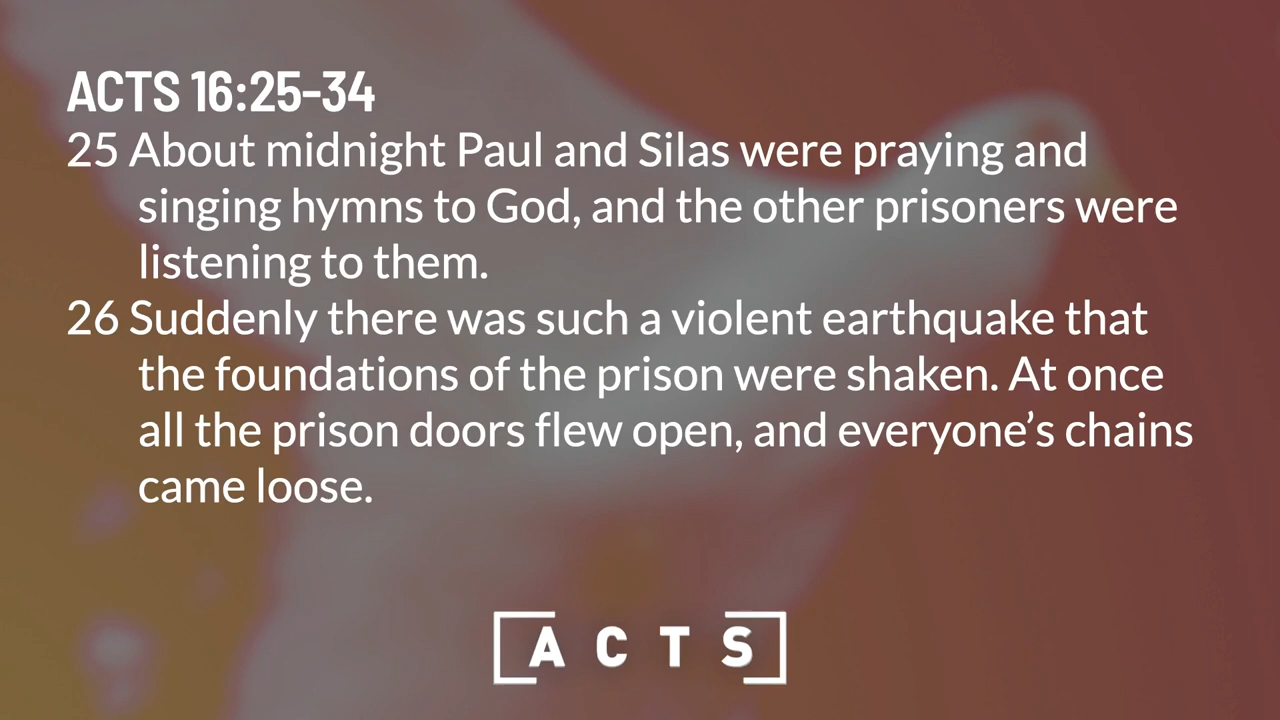 ACTS 16:25-34
25 About midnight Paul and Silas were praying and
singing hymns to God, and the other prisoners were
listening to them.
26 Suddenly there was such a violent earthquake that
the foundations of the prison were shaken. At once
all the prison doors flew open, and everyone’s chains
came loose.
ACTS